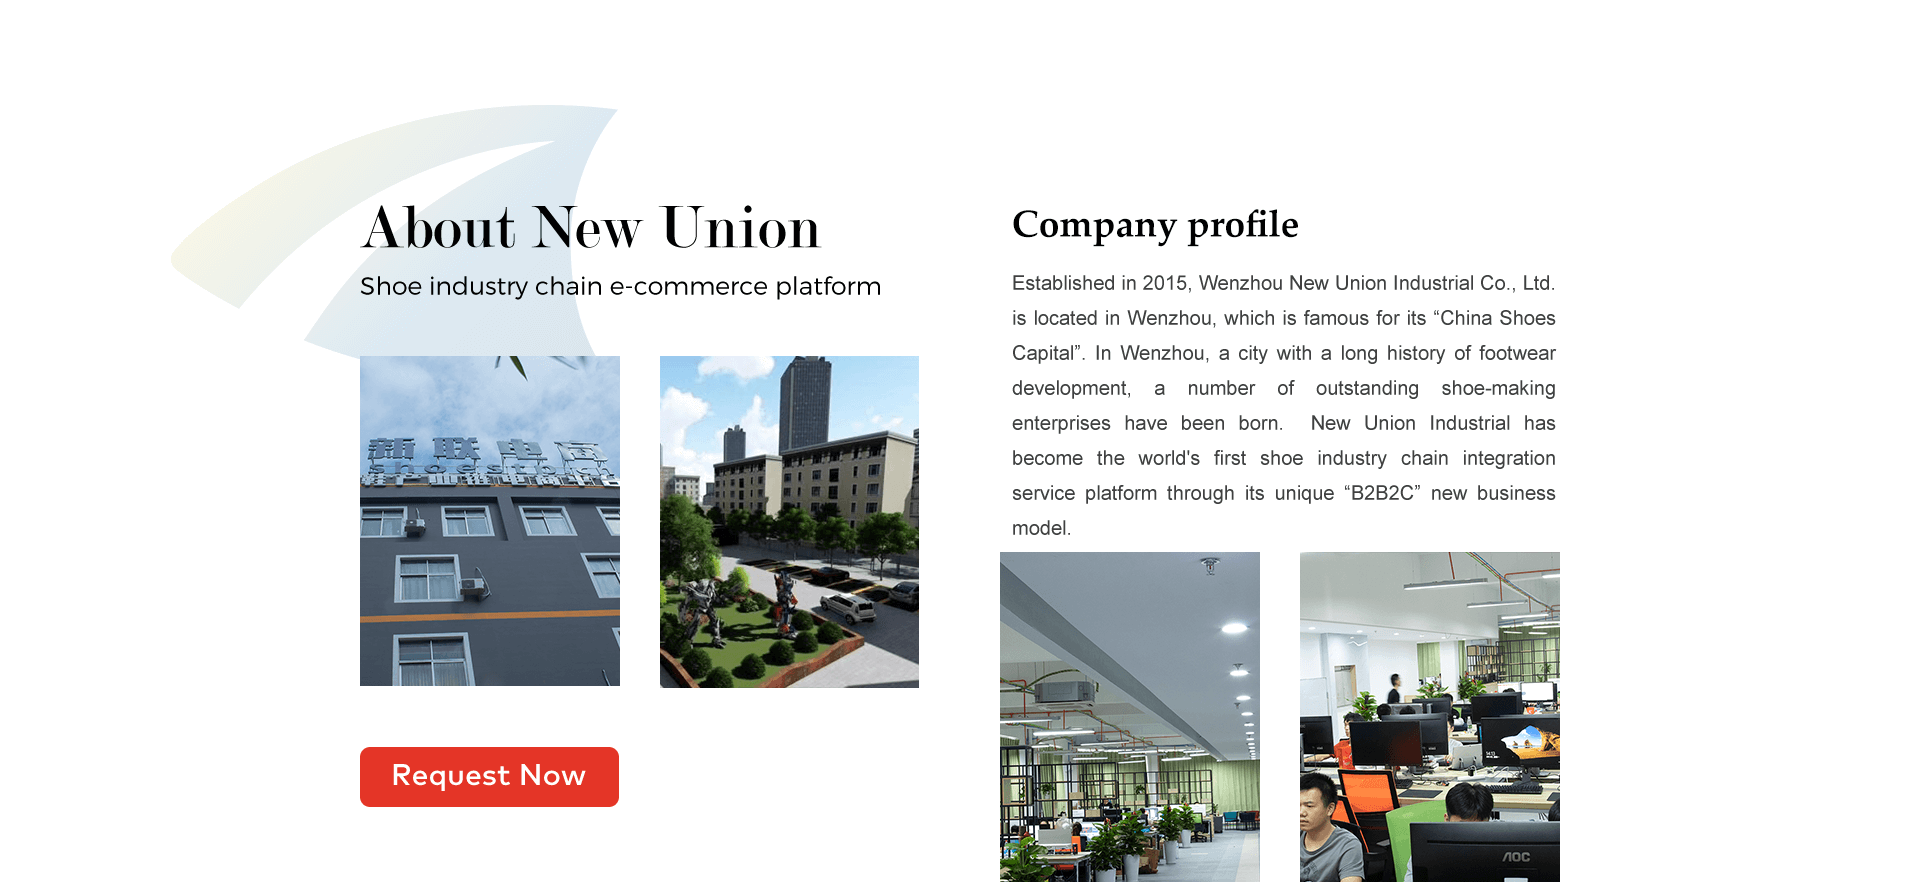 About New Union
Shoe industry chain e-commerce platform
新联电商
Request Now
Company profile
Established in 2015, Wenzhou New Union Industrial Co., Ltd.
is located in Wenzhou, which is famous for its “China Shoes
Capital”. In Wenzhou, a city with a long history of footwear
development, a number of outstanding shoe-making
enterprises have been born. New Union Industrial has
become the world's first shoe industry chain integration
service platform through its unique “B2B2C” new business
model.
AOC